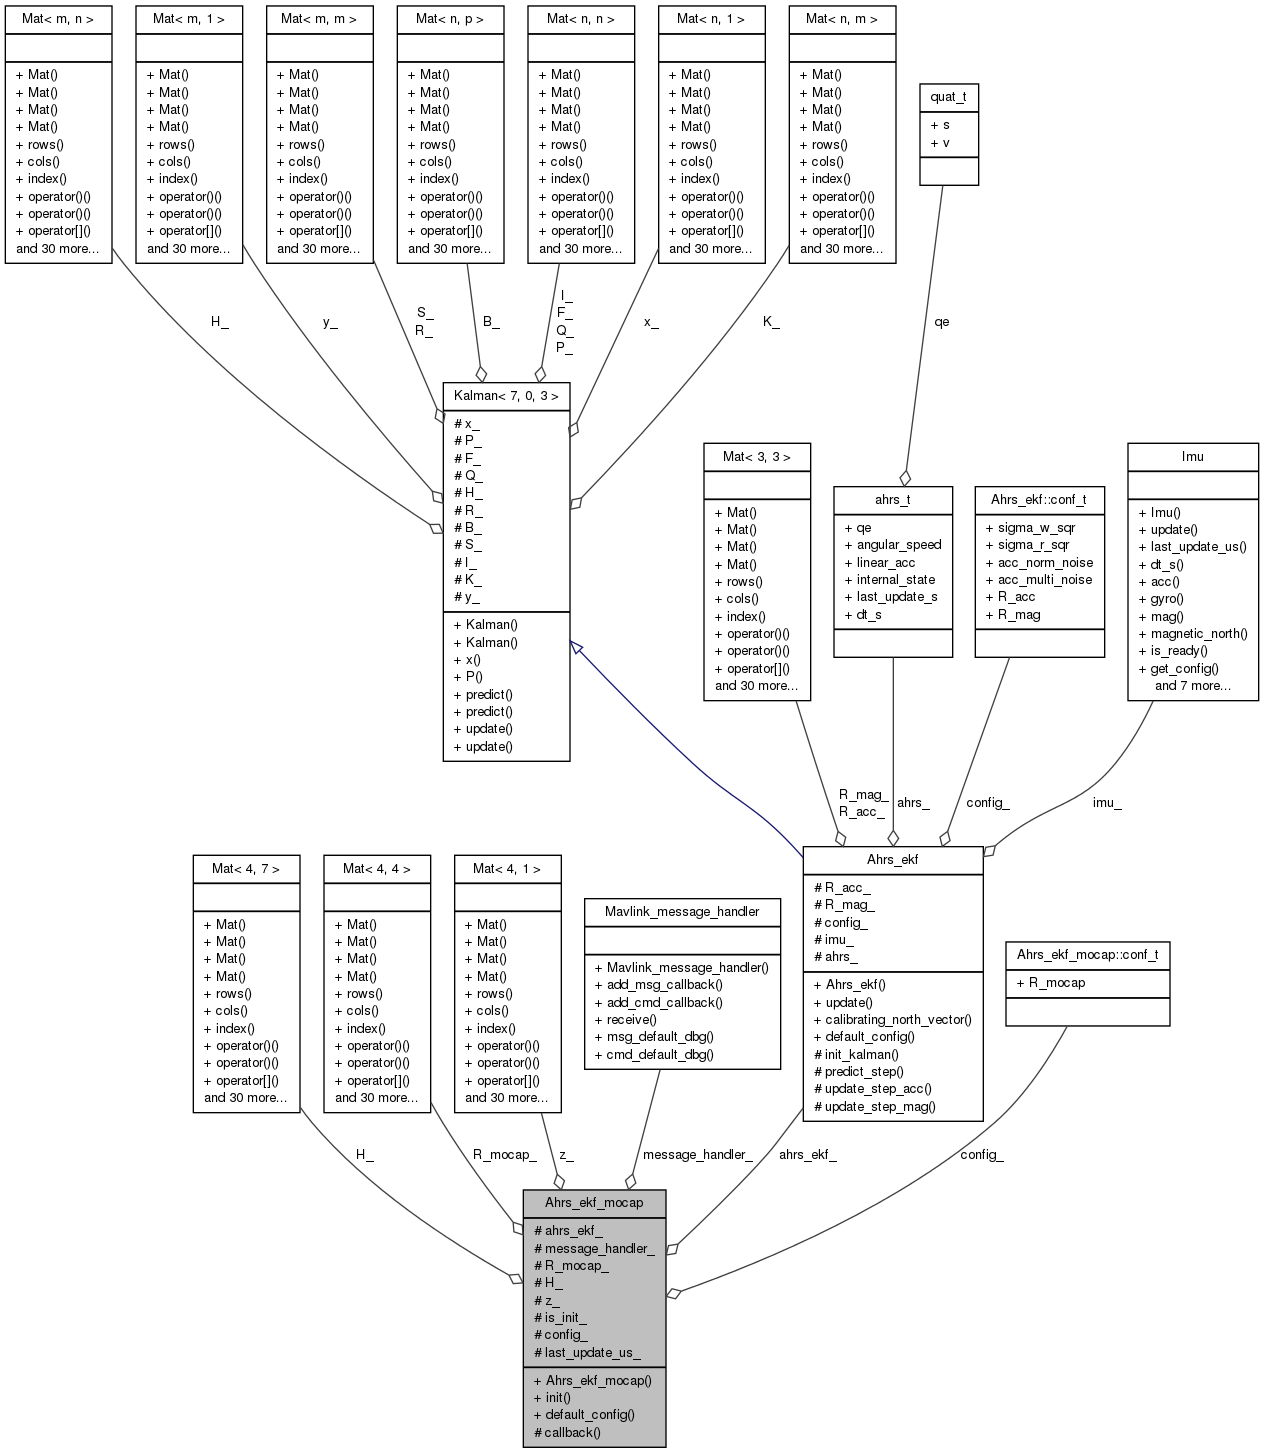 Mat< m, n >
+ Mat()
+ Mat()
+ Mat()
+ Mat()
+ rows()
+ cols()
+ index()
+ operator()()
+ operator()()
+ operator[]()
and 30 more...
Mat< m, 1 >
+ Mat()
+ Mat()
+ Mat()
+ Mat()
+ rows()
+ cols()
+ index()
+ operator()()
+ operator()()
+ operator[]()
and 30 more...
Mat< m, m >
+ Mat()
+ Mat()
+ Mat()
+ Mat()
+ rows()
+ cols()
+ index()
+ operator()()
+ operator()()
+ operator[]()
and 30 more...
Mat< n, p >
+ Mat()
+ Mat()
+ Mat()
+ Mat()
+ rows()
+ cols()
+ index()
+ operator()()
+ operator()()
+ operator[]()
and 30 more...
Mat< n, n >
+ Mat()
+ Mat()
+ Mat()
+ Mat()
+ rows()
+ cols()
+ index()
+ operator()()
+ operator()()
+ operator[]()
and 30 more...
Mat< n, 1 >
+ Mat()
+ Mat()
+ Mat()
+ Mat()
+ rows()
+ cols()
+ index()
+ operator()()
+ operator()()
+ operator[]()
and 30 more...
Mat< n, m >
+ Mat()
+ Mat()
+ Mat()
+ Mat()
+ rows()
+ cols()
+ index()
+ operator()()
+ operator()()
+ operator[]()
and 30 more...
quat_t
+ s
+ v
H_
y_
S_
R_
B_
I_
F_
Q_
P_
x_
K_
qe
Kalman< 7, 0, 3 >
# x_
# P_
# F_
# Q_
# H_
# R_
# B_
# S_
# I_
# K_
# y_
+ Kalman()
+ Kalman()
+ x()
+ P()
+ predict()
+ predict()
+ update()
+ update()
Mat< 3, 3 >
+ Mat()
+ Mat()
+ Mat()
+ Mat()
+ rows()
+ cols()
+ index()
+ operator()()
+ operator()()
+ operator[]()
and 30 more...
ahrs_t
+ qe
+ angular_speed
+ linear_acc
+ internal_state
+ last_update_s
+ dt_s
Ahrs_ekf::conf_t
+ sigma_w_sqr
+ sigma_r_sqr
+ acc_norm_noise
+ acc_multi_noise
+ R_acc
+ R_mag
Imu
+ Imu()
+ update()
+ last_update_us()
+ dt_s()
+ acc()
+ gyro()
+ mag()
+ magnetic_north()
+ is_ready()
+ get_config()
and 7 more...
R_mag_
R_acc_
ahrs_
config_
imu_
Mat< 4, 7 >
+ Mat()
+ Mat()
+ Mat()
+ Mat()
+ rows()
+ cols()
+ index()
+ operator()()
+ operator()()
+ operator[]()
and 30 more...
Mat< 4, 4 >
+ Mat()
+ Mat()
+ Mat()
+ Mat()
+ rows()
+ cols()
+ index()
+ operator()()
+ operator()()
+ operator[]()
and 30 more...
Mat< 4, 1 >
+ Mat()
+ Mat()
+ Mat()
+ Mat()
+ rows()
+ cols()
+ index()
+ operator()()
+ operator()()
+ operator[]()
and 30 more...
Mavlink_message_handler
+ Mavlink_message_handler()
+ add_msg_callback()
+ add_cmd_callback()
+ receive()
+ msg_default_dbg()
+ cmd_default_dbg()
Ahrs_ekf
# R_acc_
# R_mag_
# config_
# imu_
# ahrs_
+ Ahrs_ekf()
+ update()
+ calibrating_north_vector()
+ default_config()
# init_kalman()
# predict_step()
# update_step_acc()
# update_step_mag()
Ahrs_ekf_mocap::conf_t
+ R_mocap
H_
R_mocap_
z_
message_handler_
ahrs_ekf_
config_
Ahrs_ekf_mocap
# ahrs_ekf_
# message_handler_
# R_mocap_
# H_
# z_
# is_init_
# config_
# last_update_us_
+ Ahrs_ekf_mocap()
+ init()
+ default_config()
# callback()